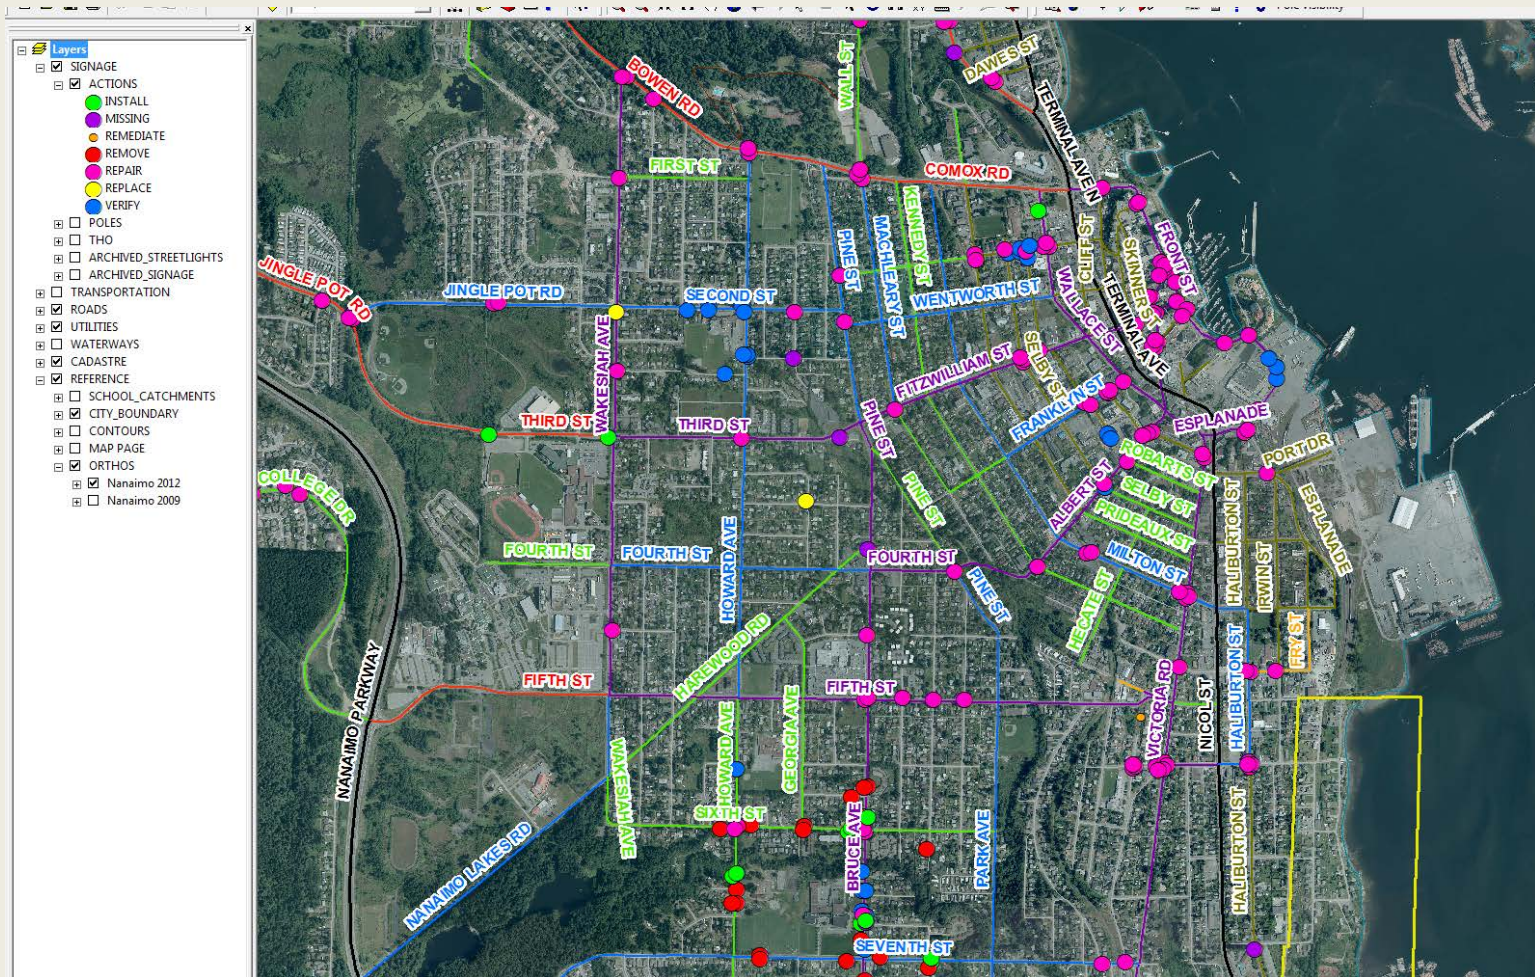 Pole Visibility
Layers
SIGNAGE
ACTIONS
INSTALL
MISSING
REMEDIATE
REMOVE
REPAIR
REPLACE
VERIFY
POLES
THO
ARCHIVED_STREETLIGHTS
ARCHIVED_SIGNAGE
TRANSPORTATION
ROADS
UTILITIES
WATERWAYS
CADASTRE
REFERENCE
SCHOOL_CATCHMENTS
CITY_BOUNDARY
CONTOURS
MAP PAGE
ORTHOS
Nanaimo 2012
Nanaimo 2009
BOWEN RD
WALL ST
DAWES ST
TERMINAL AVE N
FIRST ST
COMOX RD
KENNEDY ST
MACHLEARY ST
PINE ST
CLIFF ST
SKINNER ST
FRONT ST
JINGLE POT RD
JINGLE POT RD
SECOND ST
WENTWORTH ST
WALLACE ST
TERMINAL AVE
WAKESIAH AVE
FITZWILLIAM ST
SELBY ST
FRANKLYN ST
THIRD ST
THIRD ST
PINE ST
ESPLANADE
ROBARTS ST
PORT DR
COLLEGE DR
PINE ST
ALBERT ST
SELBY ST
PRIDEAUX ST
HALIBURTON ST
ESPLANADE
FOURTH ST
FOURTH ST
HOWARD AVE
FOURTH ST
PINE ST
MILTON ST
IRWIN ST
HECATE ST
HAREWOOD RD
HALIBURTON ST
FRY ST
NANAIMO PARKWAY
FIFTH ST
FIFTH ST
VICTORIA RD
NICOL ST
WAKESIAH AVE
HOWARD AVE
GEORGIA AVE
SIXTH ST
BRUCE AVE
PARK AVE
HALIBURTON ST
NANAIMO LAKES RD
SEVENTH ST